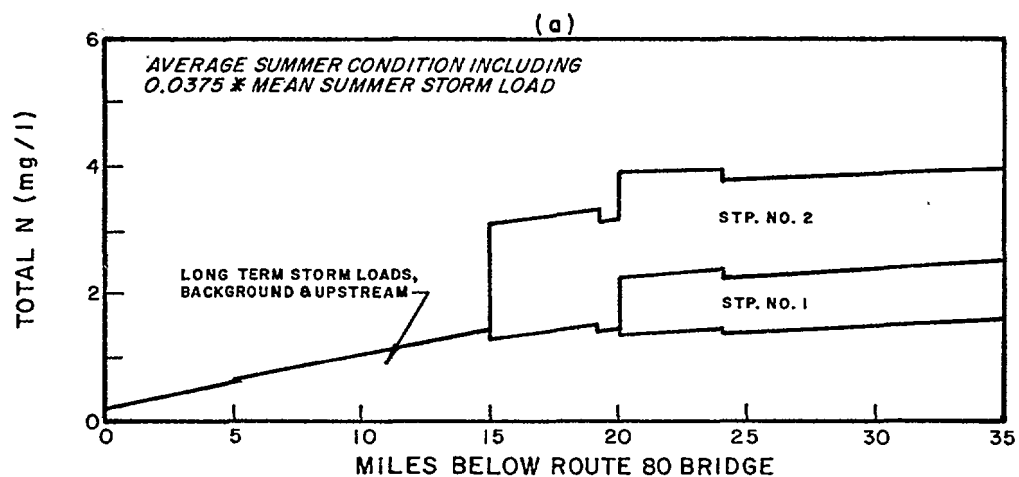 (a)
AVERAGE SUMMER CONDITION INCLUDING
0.0375 * MEAN SUMMER STORM LOAD
TOTAL N (mg/l)
6
4
2
0
LONG TERM STORM LOADS,
BACKGROUND & UPSTREAM
STP. NO. 2
STP. NO. 1
0 5 10 15 20 25 30 35
MILES BELOW ROUTE 80 BRIDGE